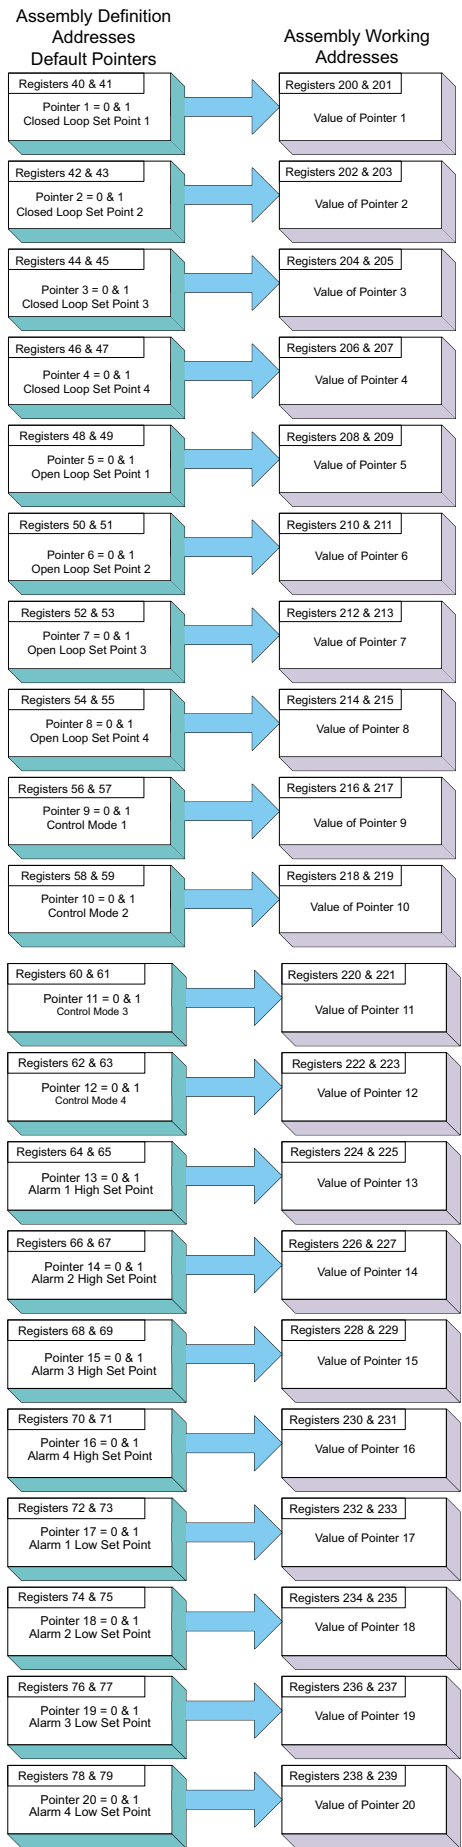 Assembly Definition
Addresses
Default Pointers
Assembly Working
Addresses
Registers 40 & 41
Pointer 1 = 0 & 1
Closed Loop Set Point 1
Registers 200 & 201
Value of Pointer 1
Registers 42 & 43
Pointer 2 = 0 & 1
Closed Loop Set Point 2
Registers 202 & 203
Value of Pointer 2
Registers 44 & 45
Pointer 3 = 0 & 1
Closed Loop Set Point 3
Registers 204 & 205
Value of Pointer 3
Registers 46 & 47
Pointer 4 = 0 & 1
Closed Loop Set Point 4
Registers 206 & 207
Value of Pointer 4
Registers 48 & 49
Pointer 5 = 0 & 1
Open Loop Set Point 1
Registers 208 & 209
Value of Pointer 5
Registers 50 & 51
Pointer 6 = 0 & 1
Open Loop Set Point 2
Registers 210 & 211
Value of Pointer 6
Registers 52 & 53
Pointer 7 = 0 & 1
Open Loop Set Point 3
Registers 212 & 213
Value of Pointer 7
Registers 54 & 55
Pointer 8 = 0 & 1
Open Loop Set Point 4
Registers 214 & 215
Value of Pointer 8
Registers 56 & 57
Pointer 9 = 0 & 1
Control Mode 1
Registers 216 & 217
Value of Pointer 9
Registers 58 & 59
Pointer 10 = 0 & 1
Control Mode 2
Registers 218 & 219
Value of Pointer 10
Registers 60 & 61
Pointer 11 = 0 & 1
Control Mode 3
Registers 220 & 221
Value of Pointer 11
Registers 62 & 63
Pointer 12 = 0 & 1
Control Mode 4
Registers 222 & 223
Value of Pointer 12
Registers 64 & 65
Pointer 13 = 0 & 1
Alarm 1 High Set Point
Registers 224 & 225
Value of Pointer 13
Registers 66 & 67
Pointer 14 = 0 & 1
Alarm 2 High Set Point
Registers 226 & 227
Value of Pointer 14
Registers 68 & 69
Pointer 15 = 0 & 1
Alarm 3 High Set Point
Registers 228 & 229
Value of Pointer 15
Registers 70 & 71
Pointer 16 = 0 & 1
Alarm 4 High Set Point
Registers 230 & 231
Value of Pointer 16
Registers 72 & 73
Pointer 17 = 0 & 1
Alarm 1 Low Set Point
Registers 232 & 233
Value of Pointer 17
Registers 74 & 75
Pointer 18 = 0 & 1
Alarm 2 Low Set Point
Registers 234 & 235
Value of Pointer 18
Registers 76 & 77
Pointer 19 = 0 & 1
Alarm 3 Low Set Point
Registers 236 & 237
Value of Pointer 19
Registers 78 & 79
Pointer 20 = 0 & 1
Alarm 4 Low Set Point
Registers 238 & 239
Value of Pointer 20